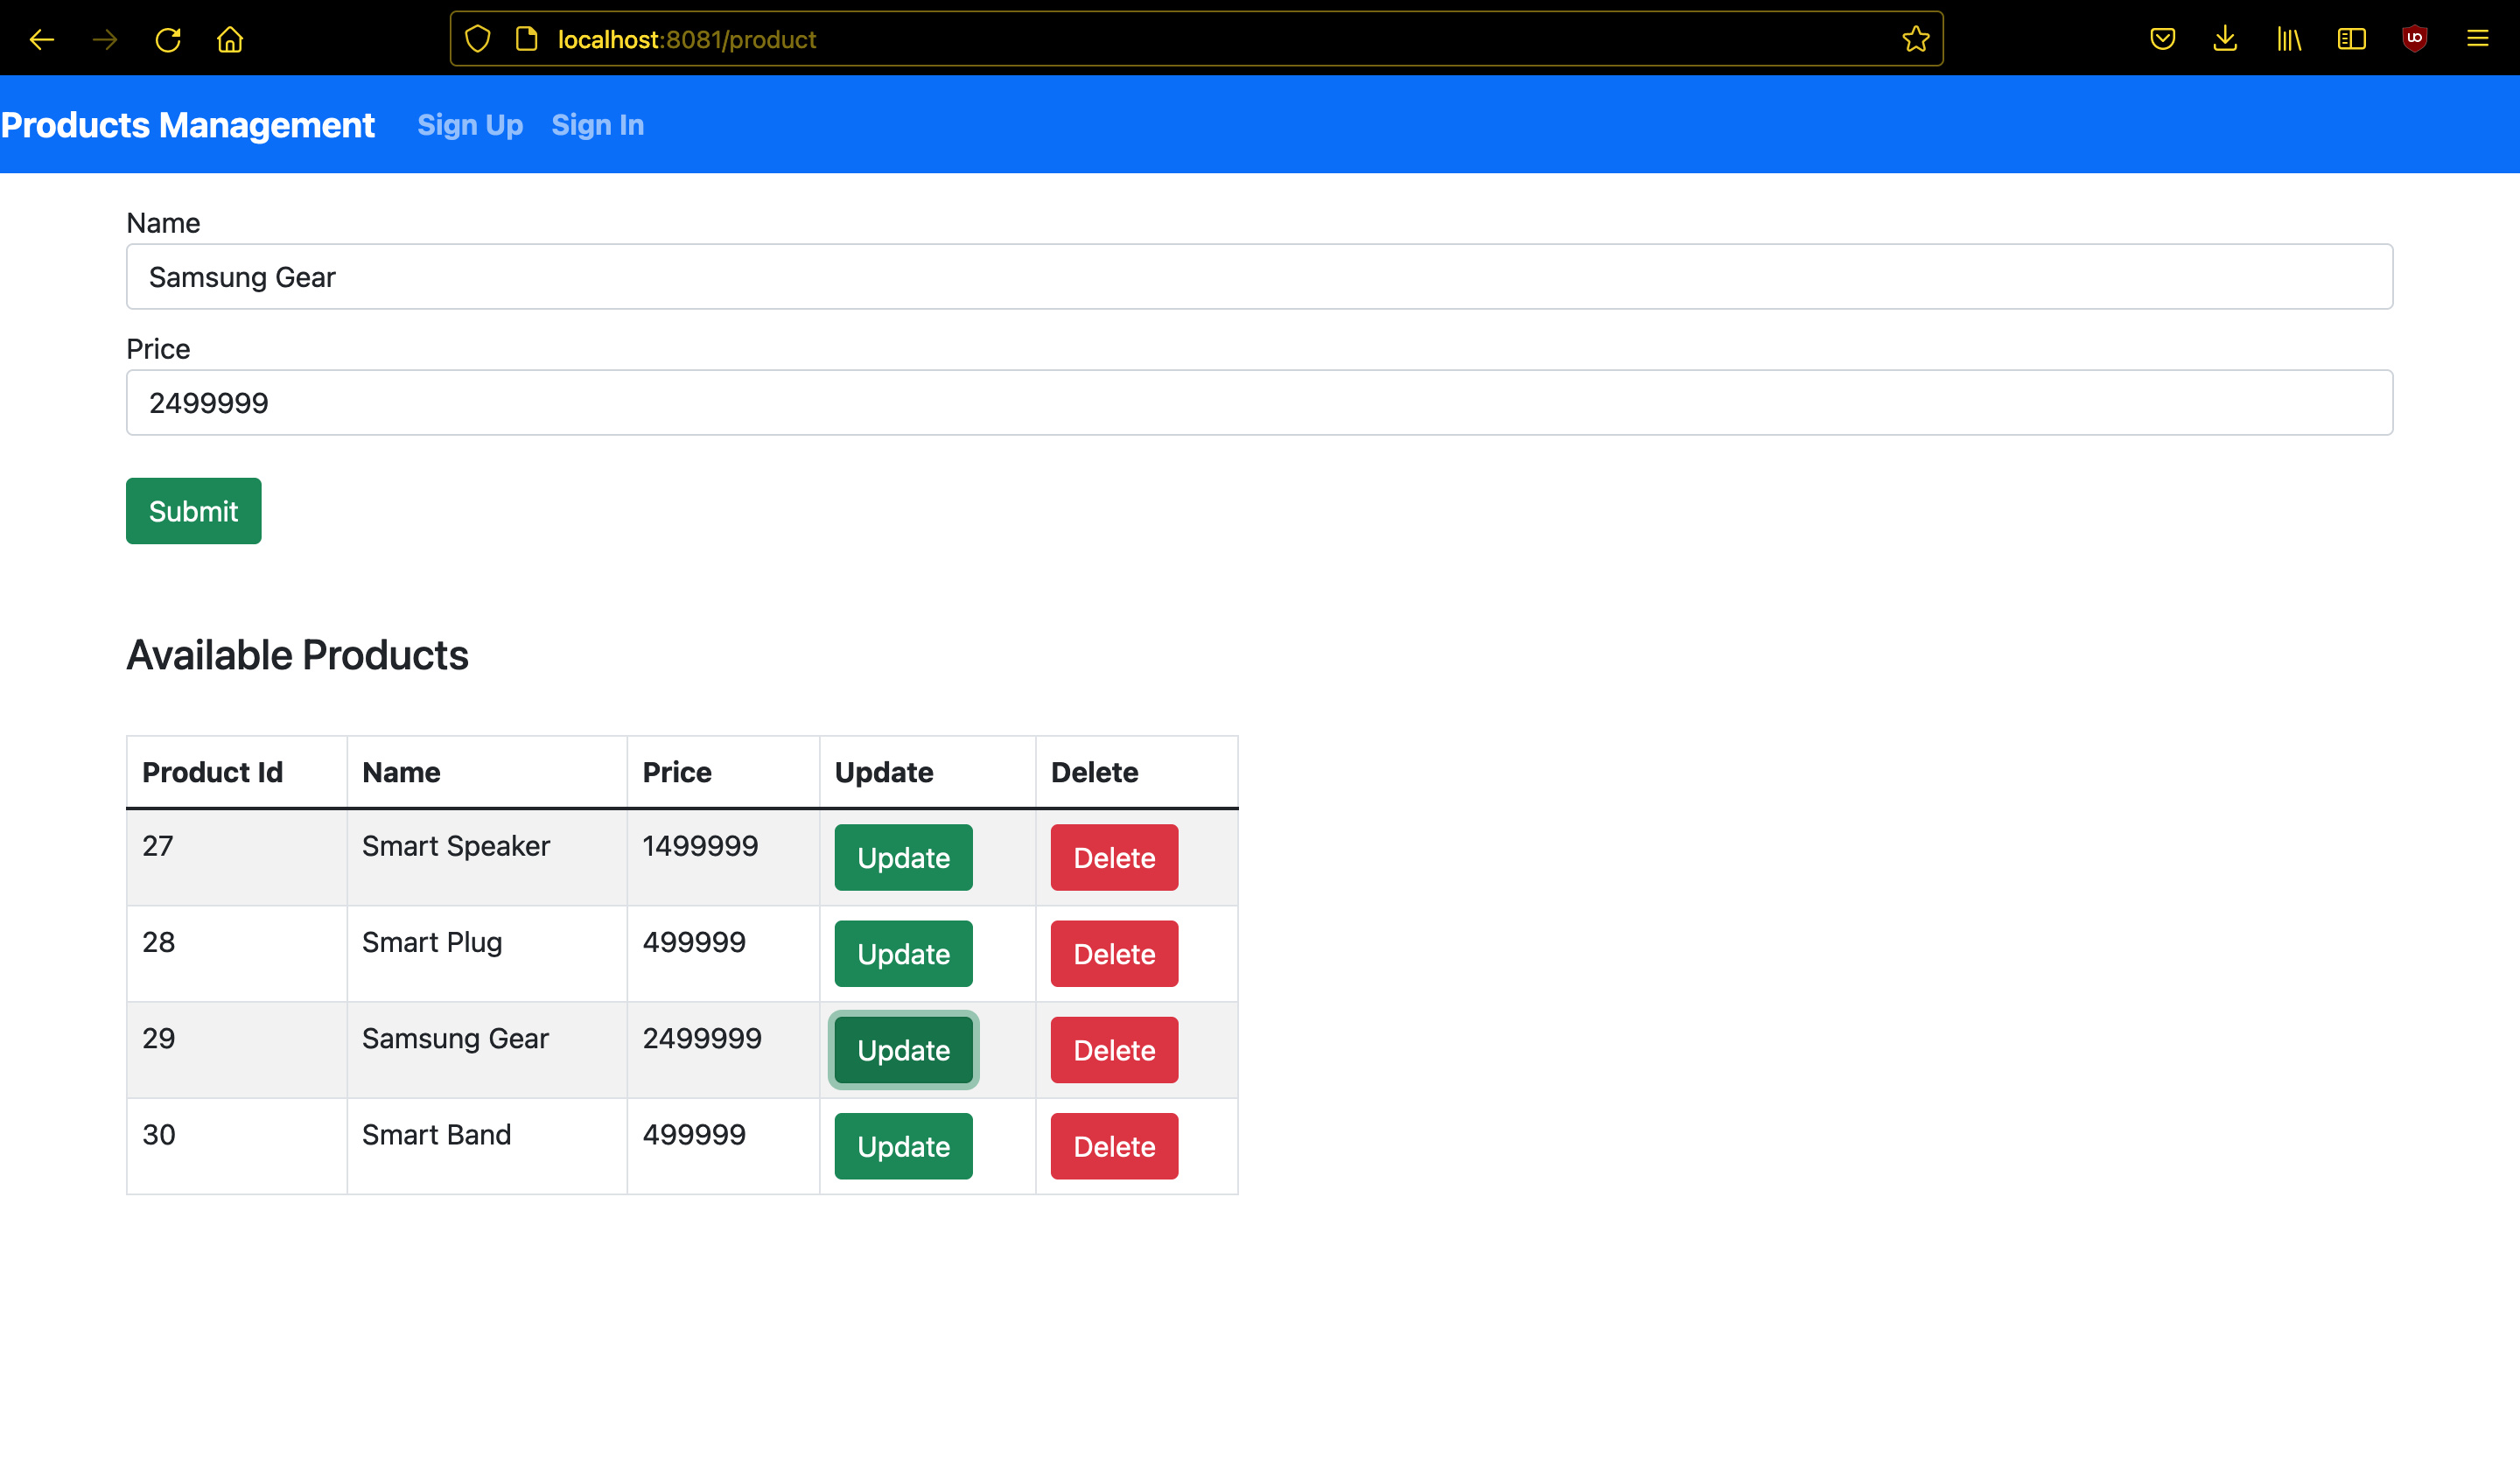 localhost:8081/product
Products Management Sign Up Sign In
Name
Samsung Gear
Price
2499999
Submit
Available Products
Product Id Name Price Update Delete
27 Smart Speaker 1499999 Update Delete
28 Smart Plug 499999 Update Delete
29 Samsung Gear 2499999 Update Delete
30 Smart Band 499999 Update Delete